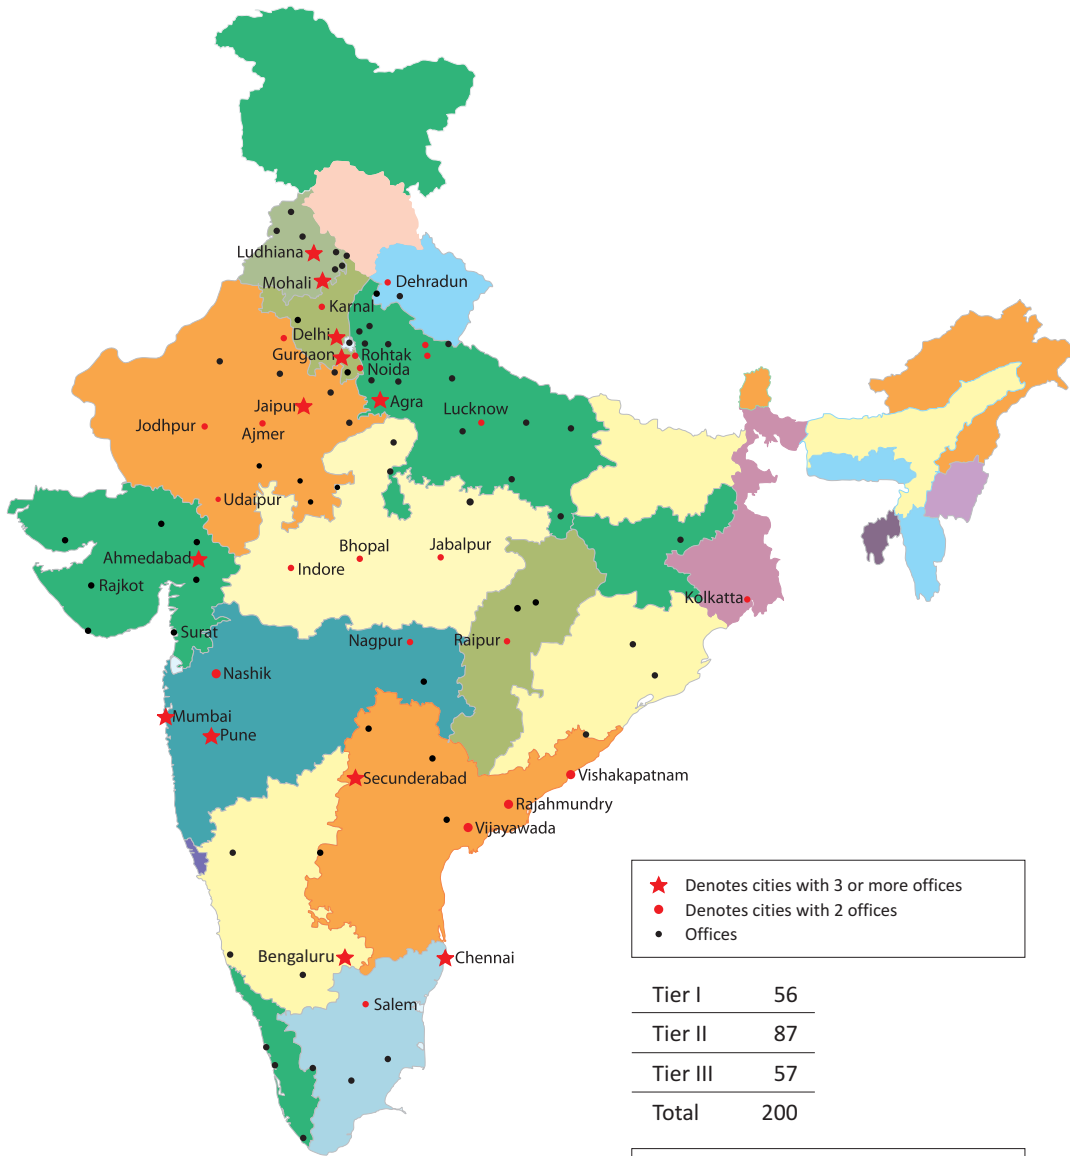 Ludhiana
Mohali
Dehradun
Karnal
Delhi
Gurgaon
Rohtak
Noida
Jaipur
Agra
Jodhpur
Ajmer
Lucknow
Udaipur
Bhopal
Jabalpur
Ahmedabad
Indore
Rajkot
Kolkatta
Surat
Nagpur
Raipur
Nashik
Mumbai
Pune
Secunderabad
Vishakapatnam
Rajahmundry
Vijayawada
Denotes cities with 3 or more offices
Denotes cities with 2 offices
Offices
Bengaluru
Chennai
Salem
Tier I 56
Tier II 87
Tier III 57
Total 200